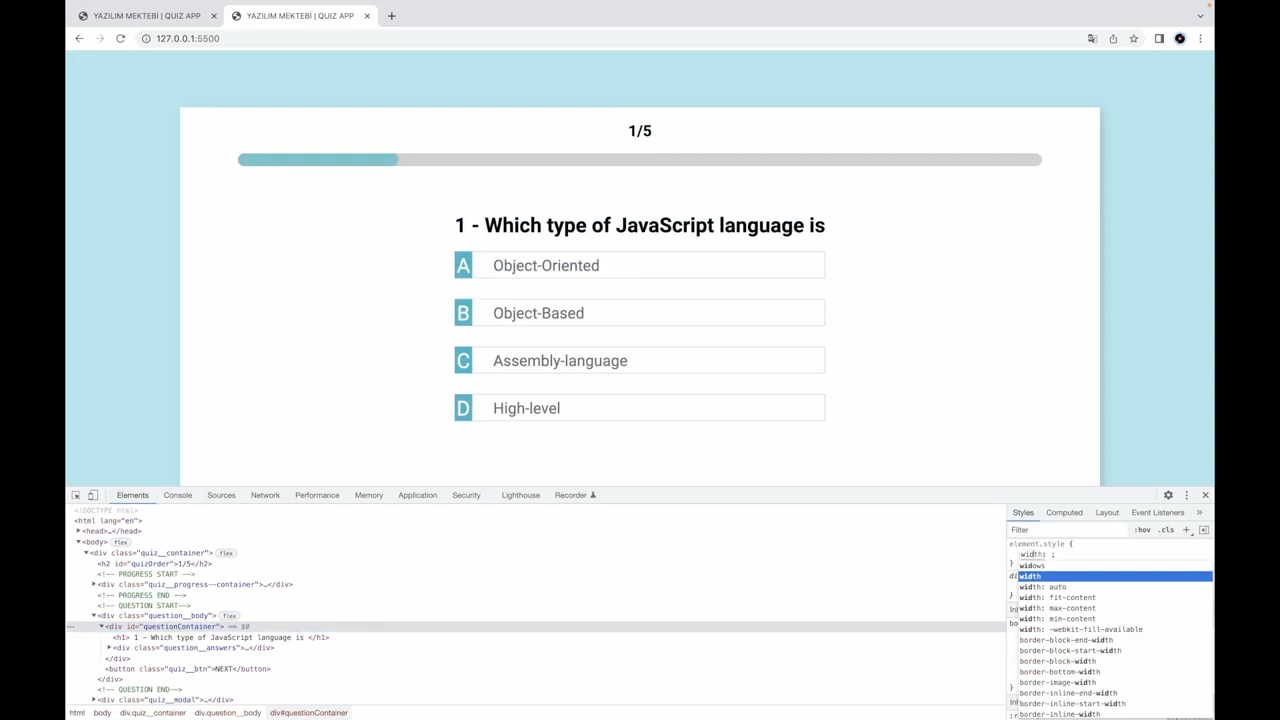 YAZILIM MEKTEBİ | QUIZ APP
YAZILIM MEKTEBİ | QUIZ APP
127.0.0.1:5500
1/5
1 - Which type of JavaScript language is
A Object-Oriented
B Object-Based
C Assembly-language
D High-level
Elements Console Sources Network Performance Memory Application Security Lighthouse Recorder
<!DOCTYPE html>
<html lang="en">
<head>…</head>
<body> flex
<div class="quiz__container"> flex
<h2 id="quizOrder">1/5</h2>
<!-- PROGRESS START -->
<div class="quiz__progress--container">…</div>
<!-- PROGRESS END -->
<!-- QUESTION START-->
<div class="question__body"> flex
<div id="questionContainer"> == $0
<h1> 1 - Which type of JavaScript language is </h1>
<div class="question__answers">…</div>
</div>
<button class="quiz__btn">NEXT</button>
</div>
<!-- QUESTION END-->
<div class="quiz__modal">…</div>
html body div.quiz__container div.question__body div#questionContainer
Styles Computed Layout Event Listeners »
Filter :hov .cls +
element.style {
width: ;
}
widows
width
width: auto
width: fit-content
width: max-content
width: min-content
width: -webkit-fill-available
border-block-end-width
border-block-start-width
border-block-width
border-bottom-width
border-image-width
border-inline-end-width
border-inline-start-width
border-inline-width